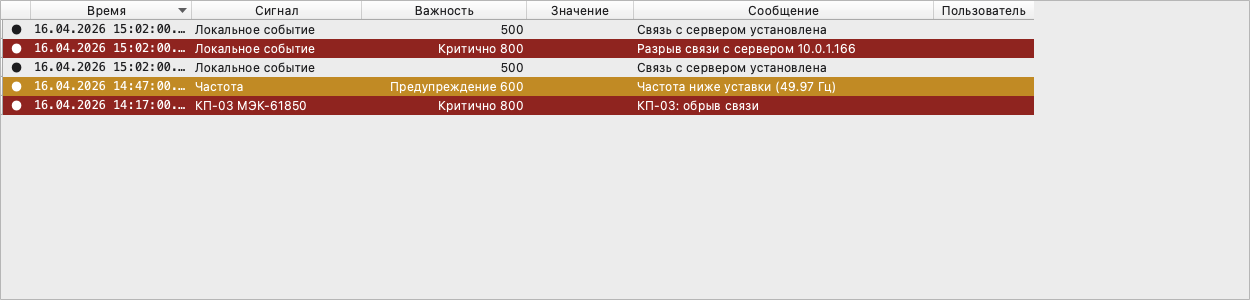 Время Сигнал Важность Значение Сообщение Пользователь
16.04.2026 15:02:00.... Локальное событие 500 Связь с сервером установлена
16.04.2026 15:02:00.... Локальное событие Критично 800 Разрыв связи с сервером 10.0.1.166
16.04.2026 15:02:00.... Локальное событие 500 Связь с сервером установлена
16.04.2026 14:47:00.... Частота Предупреждение 600 Частота ниже уставки (49.97 Гц)
16.04.2026 14:17:00.... КП-03 МЭК-61850 Критично 800 КП-03: обрыв связи